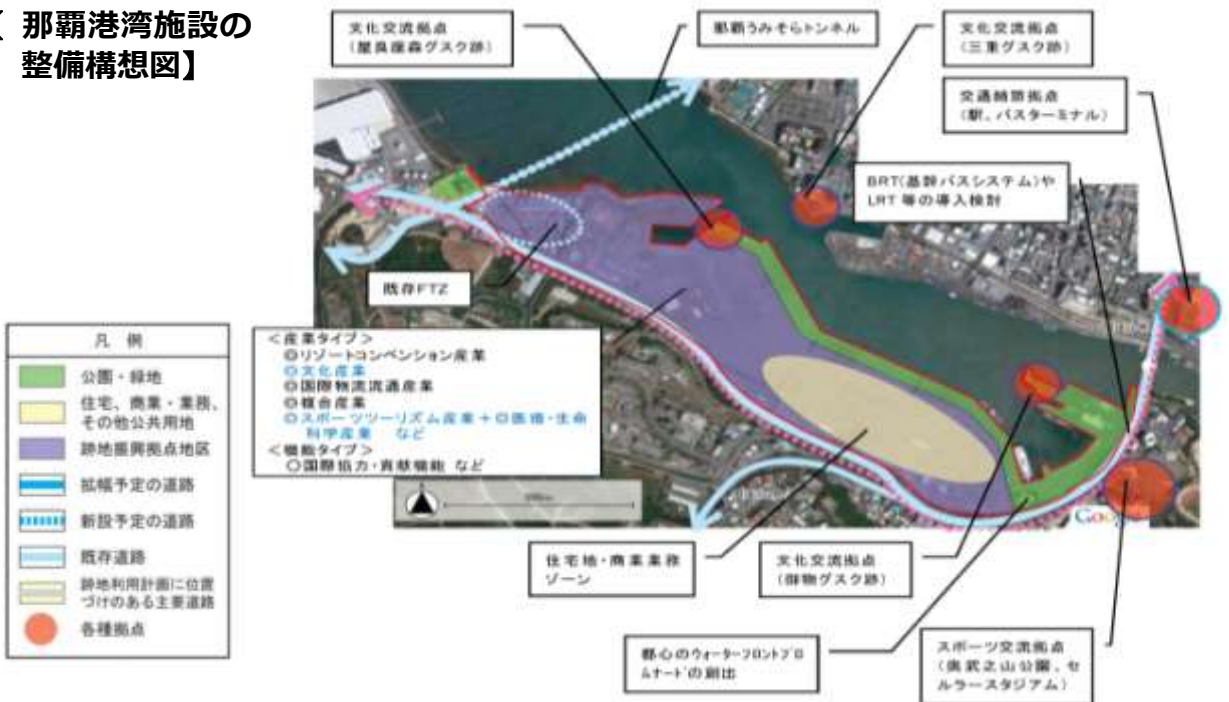 那覇港湾施設の
整備構想図】
文化交流拠点
(屋良座森グスク跡)
那覇うみそらトンネル
文化交流拠点
(三重グスク跡)
交通結節拠点
(駅、バスターミナル)
BRT(基幹バスシステム)や
LRT等の導入検討
既存FTZ
<産業タイプ>
◎リゾートコンベンション産業
◎文化産業
◎国際物流流通産業
◎複合産業
◎スポーツツーリズム産業+◎医療・生命
科学産業 など
<機能タイプ>
○国際協力・貢献機能 など
凡 例
公園・緑地
住宅、商業・業務、
その他公共用地
跡地振興拠点地区
拡幅予定の道路
新設予定の道路
既存道路
跡地利用計画に位置
づけのある主要道路
各種拠点
Google
住宅地・商業業務
ゾーン
文化交流拠点
(御物グスク跡)
都心のウォーターフロントプロ
ムナードの創出
スポーツ交流拠点
(奥武之山公園、セ
ルラースタジアム)